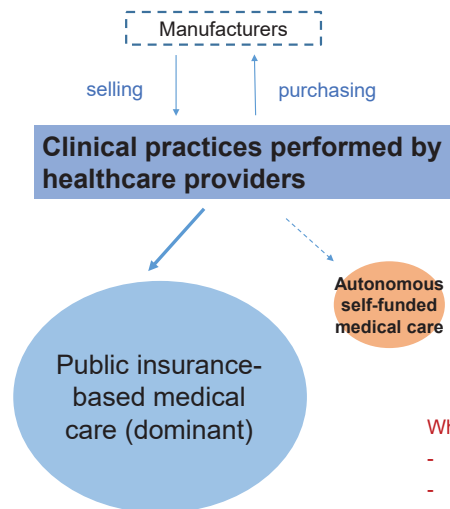 Manufacturers
selling
purchasing
Clinical practices performed by
healthcare providers
Autonomous
self-funded
medical care
Public insurance-
based medical
care (dominant)
-
-